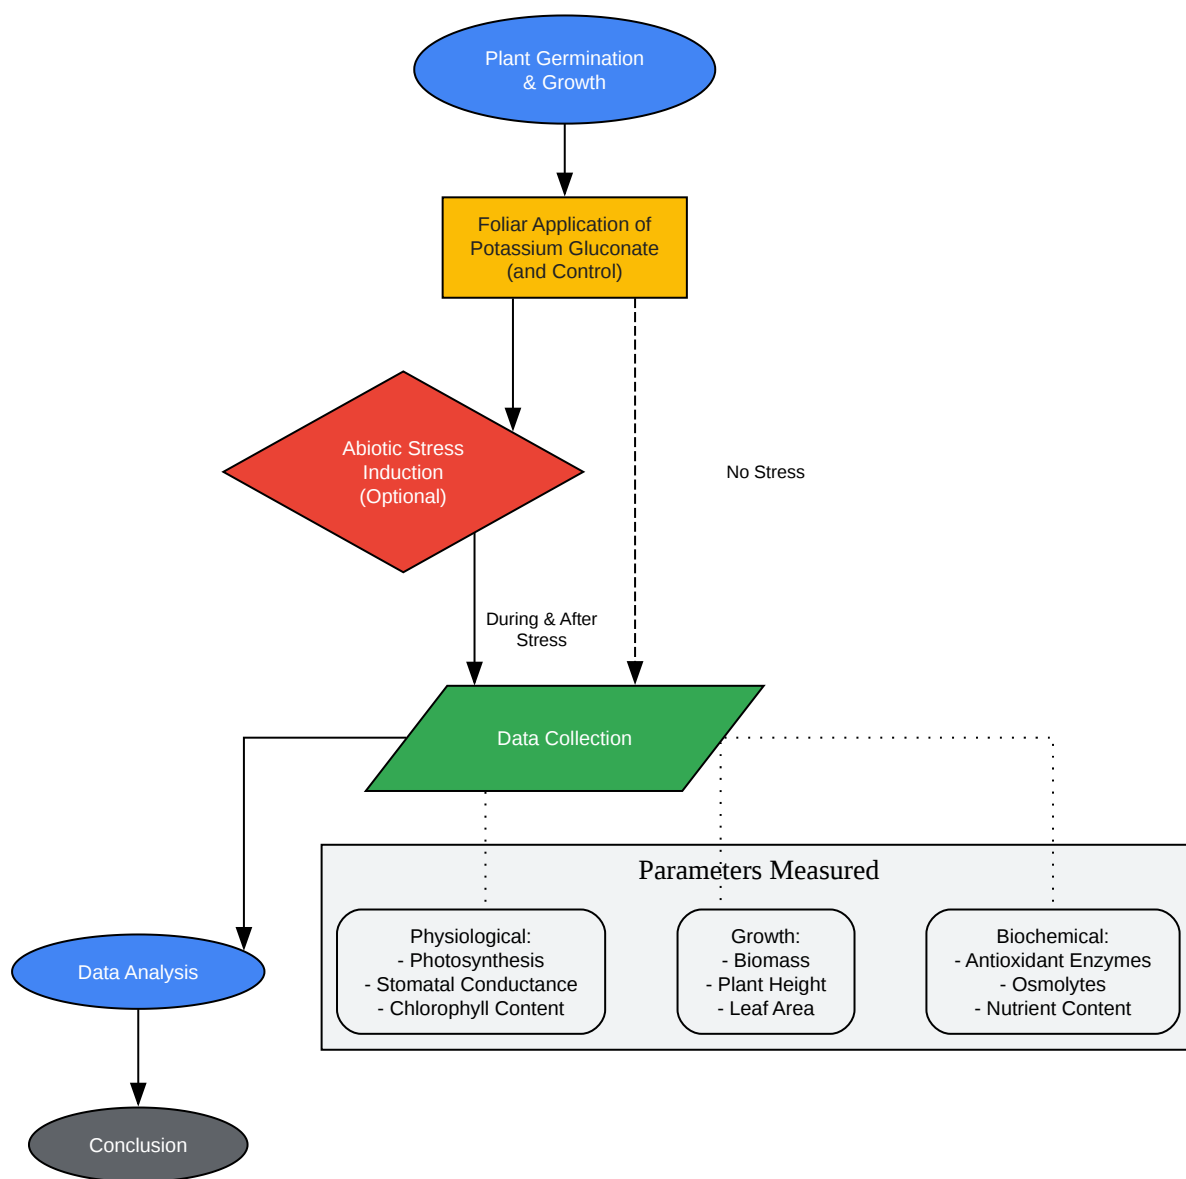 Plant Germination
& Growth
Foliar Application of
Potassium Gluconate
(and Control)
Abiotic Stress
Induction
(Optional)
No Stress
During & After
Stress
Data Collection
Parameters Measured
Physiological:
- Photosynthesis
- Stomatal Conductance
- Chlorophyll Content
Growth:
- Biomass
- Plant Height
- Leaf Area
Biochemical:
- Antioxidant Enzymes
- Osmolytes
- Nutrient Content
Data Analysis
Conclusion